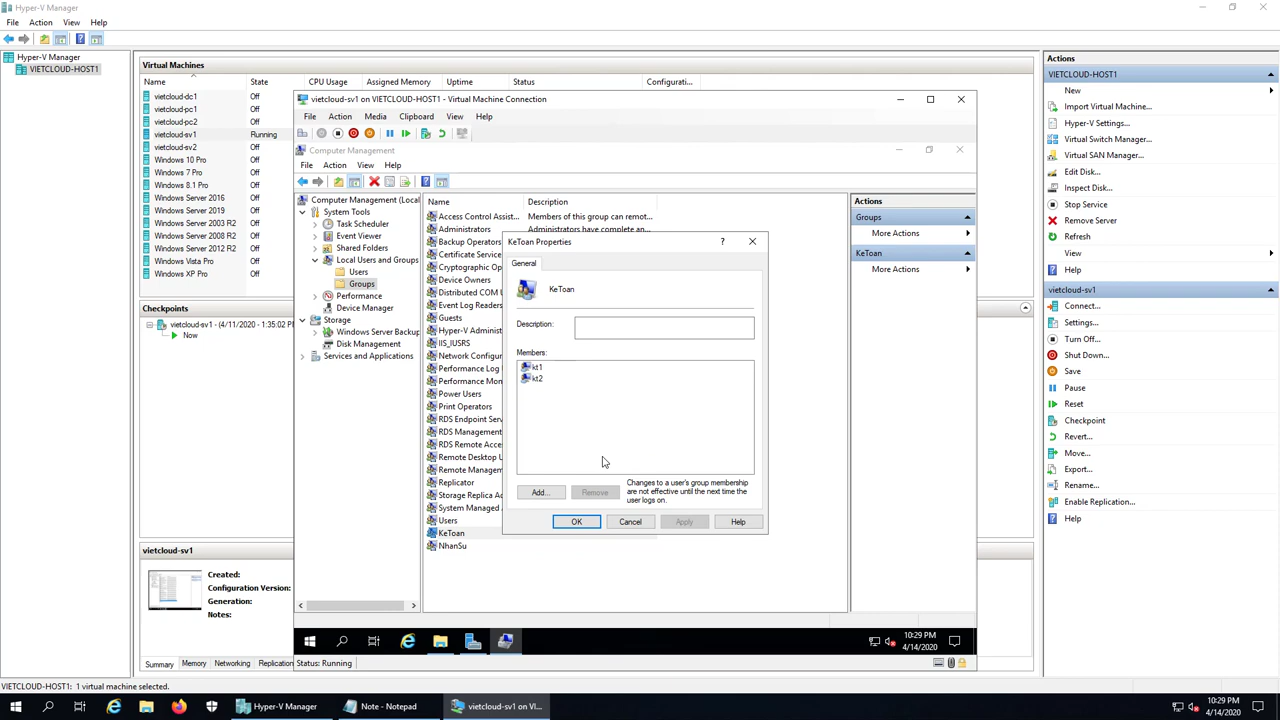 Hyper-V Manager
File Action View Help
Hyper-V Manager
VIETCLOUD-HOST1
Virtual Machines
Name State CPU Usage Assigned Memory Uptime Status Configurati...
vietcloud-dc1 Off
vietcloud-pc1 Off
vietcloud-pc2 Off
vietcloud-sv1 Running
vietcloud-sv2 Off
Windows 10 Pro Off
Windows 7 Pro Off
Windows 8.1 Pro Off
Windows Server 2016 Off
Windows Server 2019 Off
Windows Server 2003 R2 Off
Windows Server 2008 R2 Off
Windows Server 2012 R2 Off
Windows Vista Pro Off
Windows XP Pro Off
Checkpoints
vietcloud-sv1 - (4/11/2020 - 1:35:02 P
Now
vietcloud-sv1
Created:
Configuration Version:
Generation:
Notes:
Summary Memory Networking Replication
VIETCLOUD-HOST1: 1 virtual machine selected.
vietcloud-sv1 on VIETCLOUD-HOST1 - Virtual Machine Connection
File Action Media Clipboard View Help
Computer Management
File Action View Help
Computer Management (Local
System Tools
Task Scheduler
Event Viewer
Shared Folders
Local Users and Groups
Users
Groups
Performance
Device Manager
Storage
Windows Server Backup
Disk Management
Services and Applications
Name Description
Access Control Assist... Members of this group can remot...
Administrators Administrators have complete an...
Backup Operators
Certificate Service
Cryptographic Op
Device Owners
Distributed COM U
Event Log Readers
Guests
Hyper-V Administ
IIS_IUSRS
Network Configur
Performance Log
Performance Mon
Power Users
Print Operators
RDS Endpoint Serv
RDS Management
RDS Remote Acce
Remote Desktop U
Remote Managem
Replicator
Storage Replica Ad
System Managed
Users
KeToan
NhanSu
KeToan Properties
?
General
KeToan
Description:
Members:
kt1
kt2
Add... Remove
Changes to a user's group membership
are not effective until the next time the
user logs on.
OK Cancel Apply Help
Actions
Groups
More Actions
KeToan
More Actions
10:29 PM
4/14/2020
Status: Running
Actions
VIETCLOUD-HOST1
New
Import Virtual Machine...
Hyper-V Settings...
Virtual Switch Manager...
Virtual SAN Manager...
Edit Disk...
Inspect Disk...
Stop Service
Remove Server
Refresh
View
Help
vietcloud-sv1
Connect...
Settings...
Turn Off...
Shut Down...
Save
Pause
Reset
Checkpoint
Revert...
Move...
Export...
Rename...
Enable Replication...
Help
Hyper-V Manager Note - Notepad vietcloud-sv1 on VI...
10:29 PM
4/14/2020